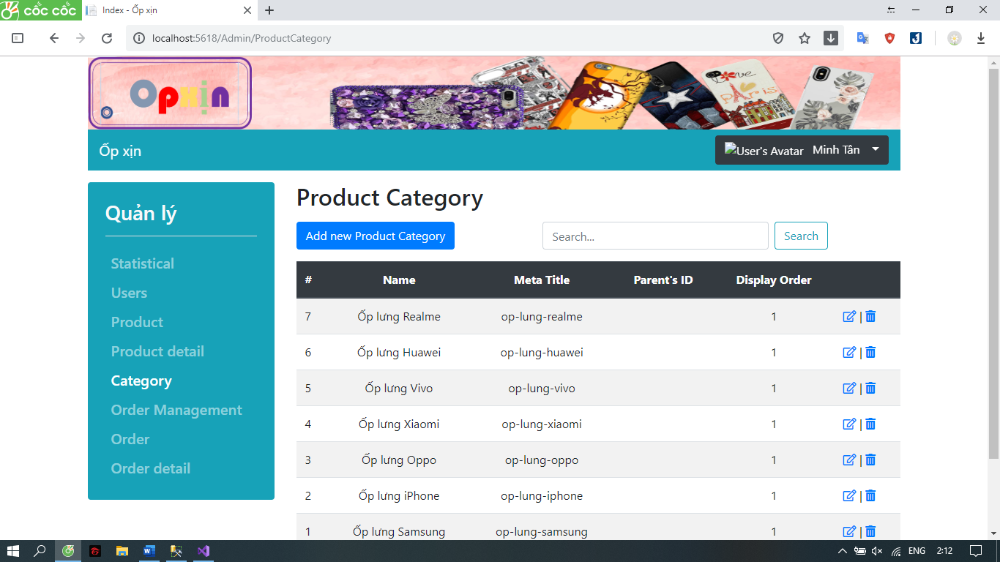 cốc cốc
Index - Ốp xịn
localhost:5618/Admin/ProductCategory
Opxịn
Love
PARIS
Ốp xịn
User's Avatar Minh Tân
Quản lý
Statistical
Users
Product
Product detail
Category
Order Management
Order
Order detail
Product Category
Add new Product Category
Search...
Search
# Name Meta Title Parent's ID Display Order
7 Ốp lưng Realme op-lung-realme 1 |
6 Ốp lưng Huawei op-lung-huawei 1 |
5 Ốp lưng Vivo op-lung-vivo 1 |
4 Ốp lưng Xiaomi op-lung-xiaomi 1 |
3 Ốp lưng Oppo op-lung-oppo 1 |
2 Ốp lưng iPhone op-lung-iphone 1 |
1 Ốp lưng Samsung op-lung-samsung 1 |
ENG 2:12